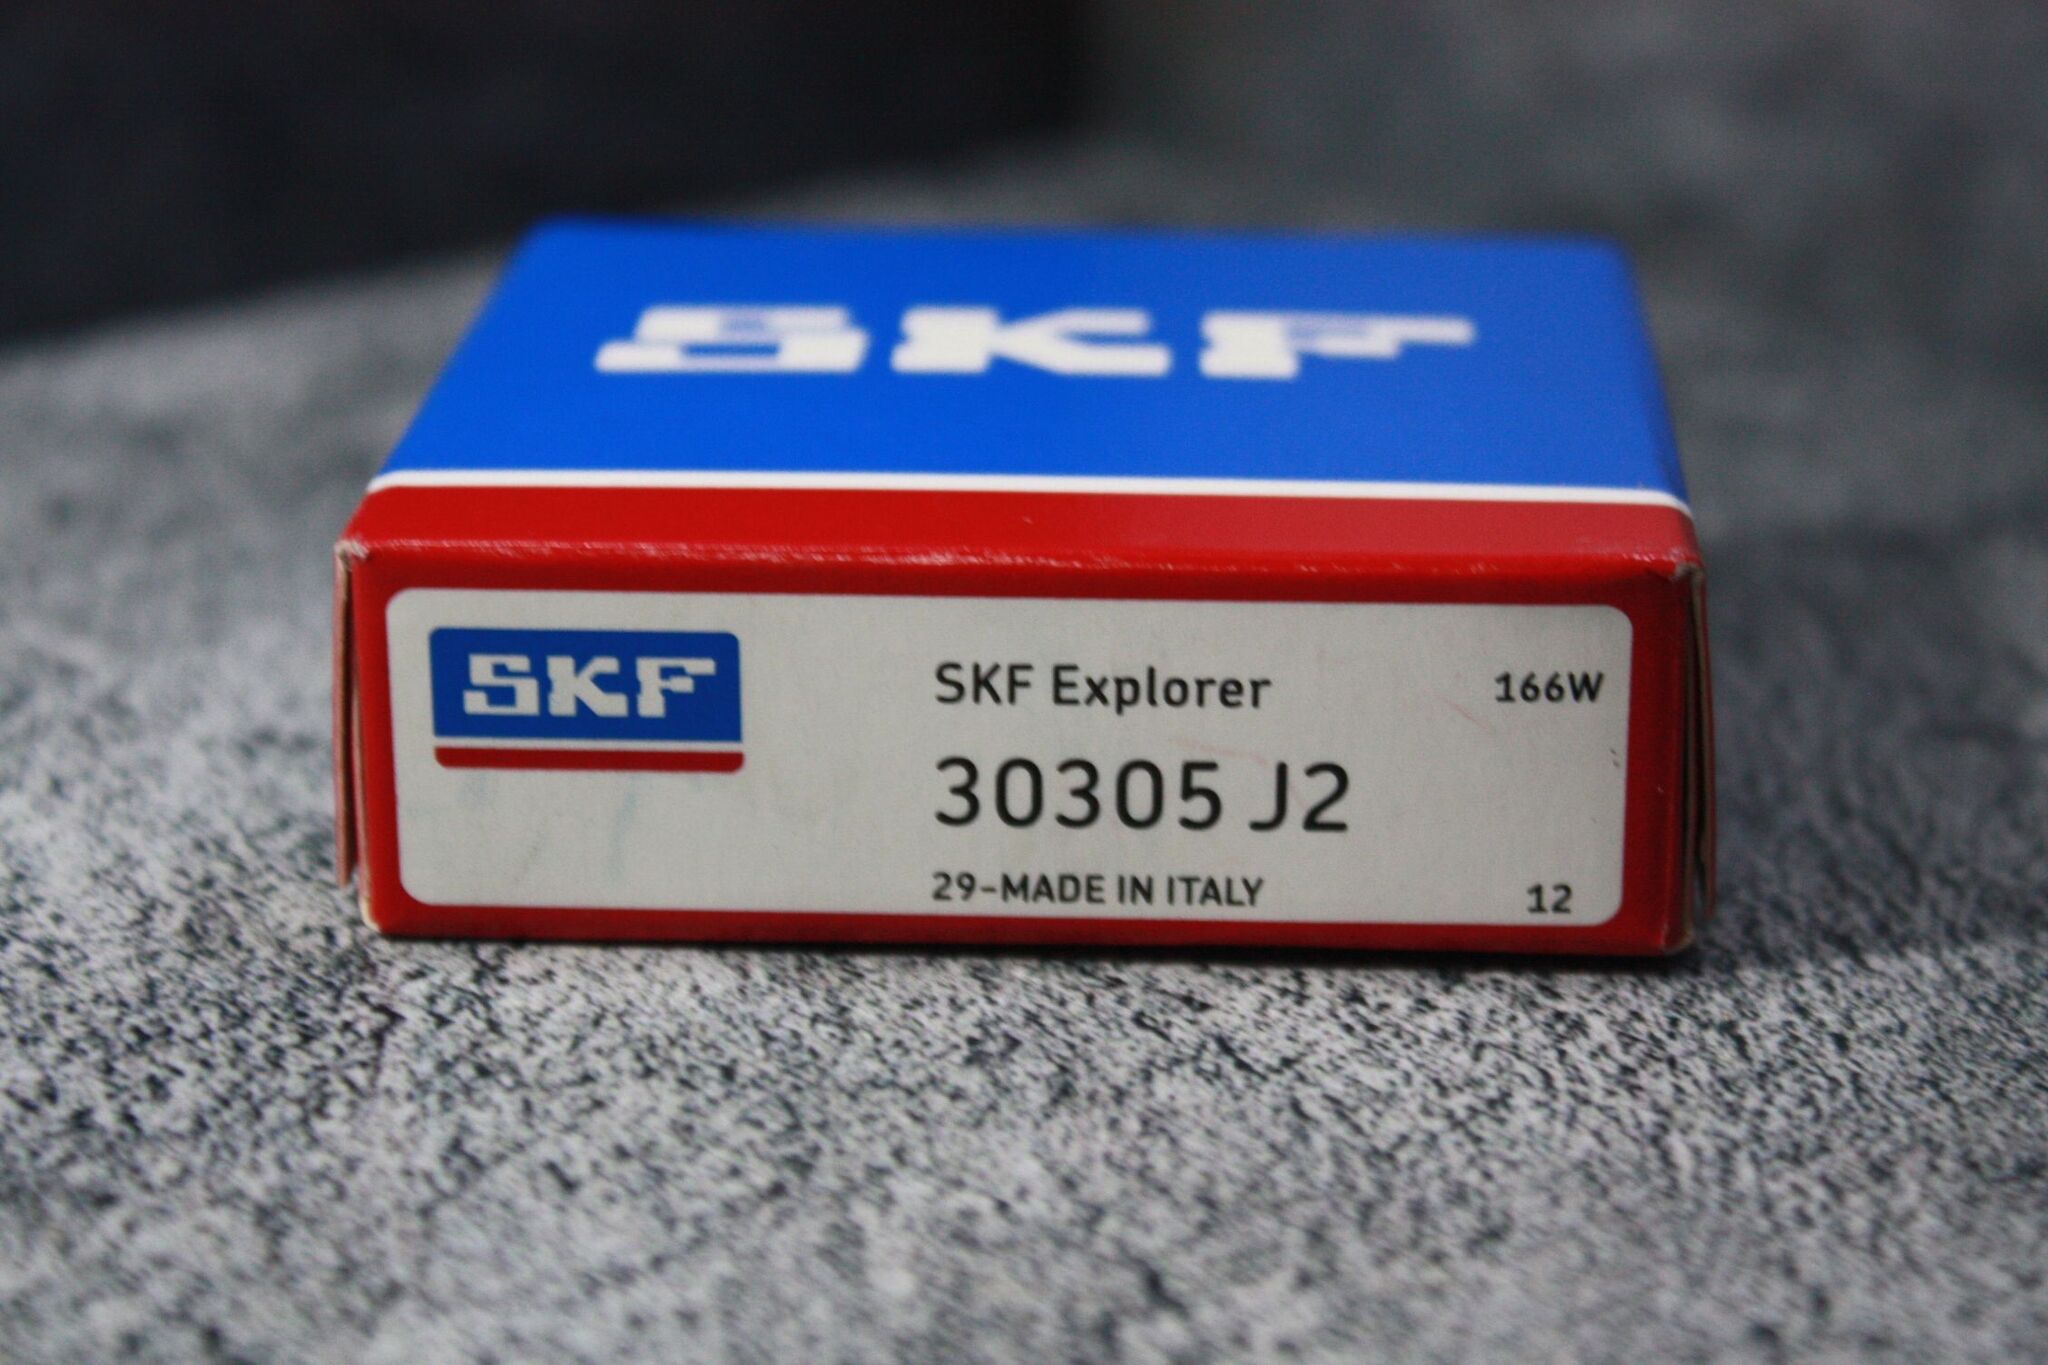 SKF
SKF
SKF Explorer
166W
30305 J2
29-MADE IN ITALY
12